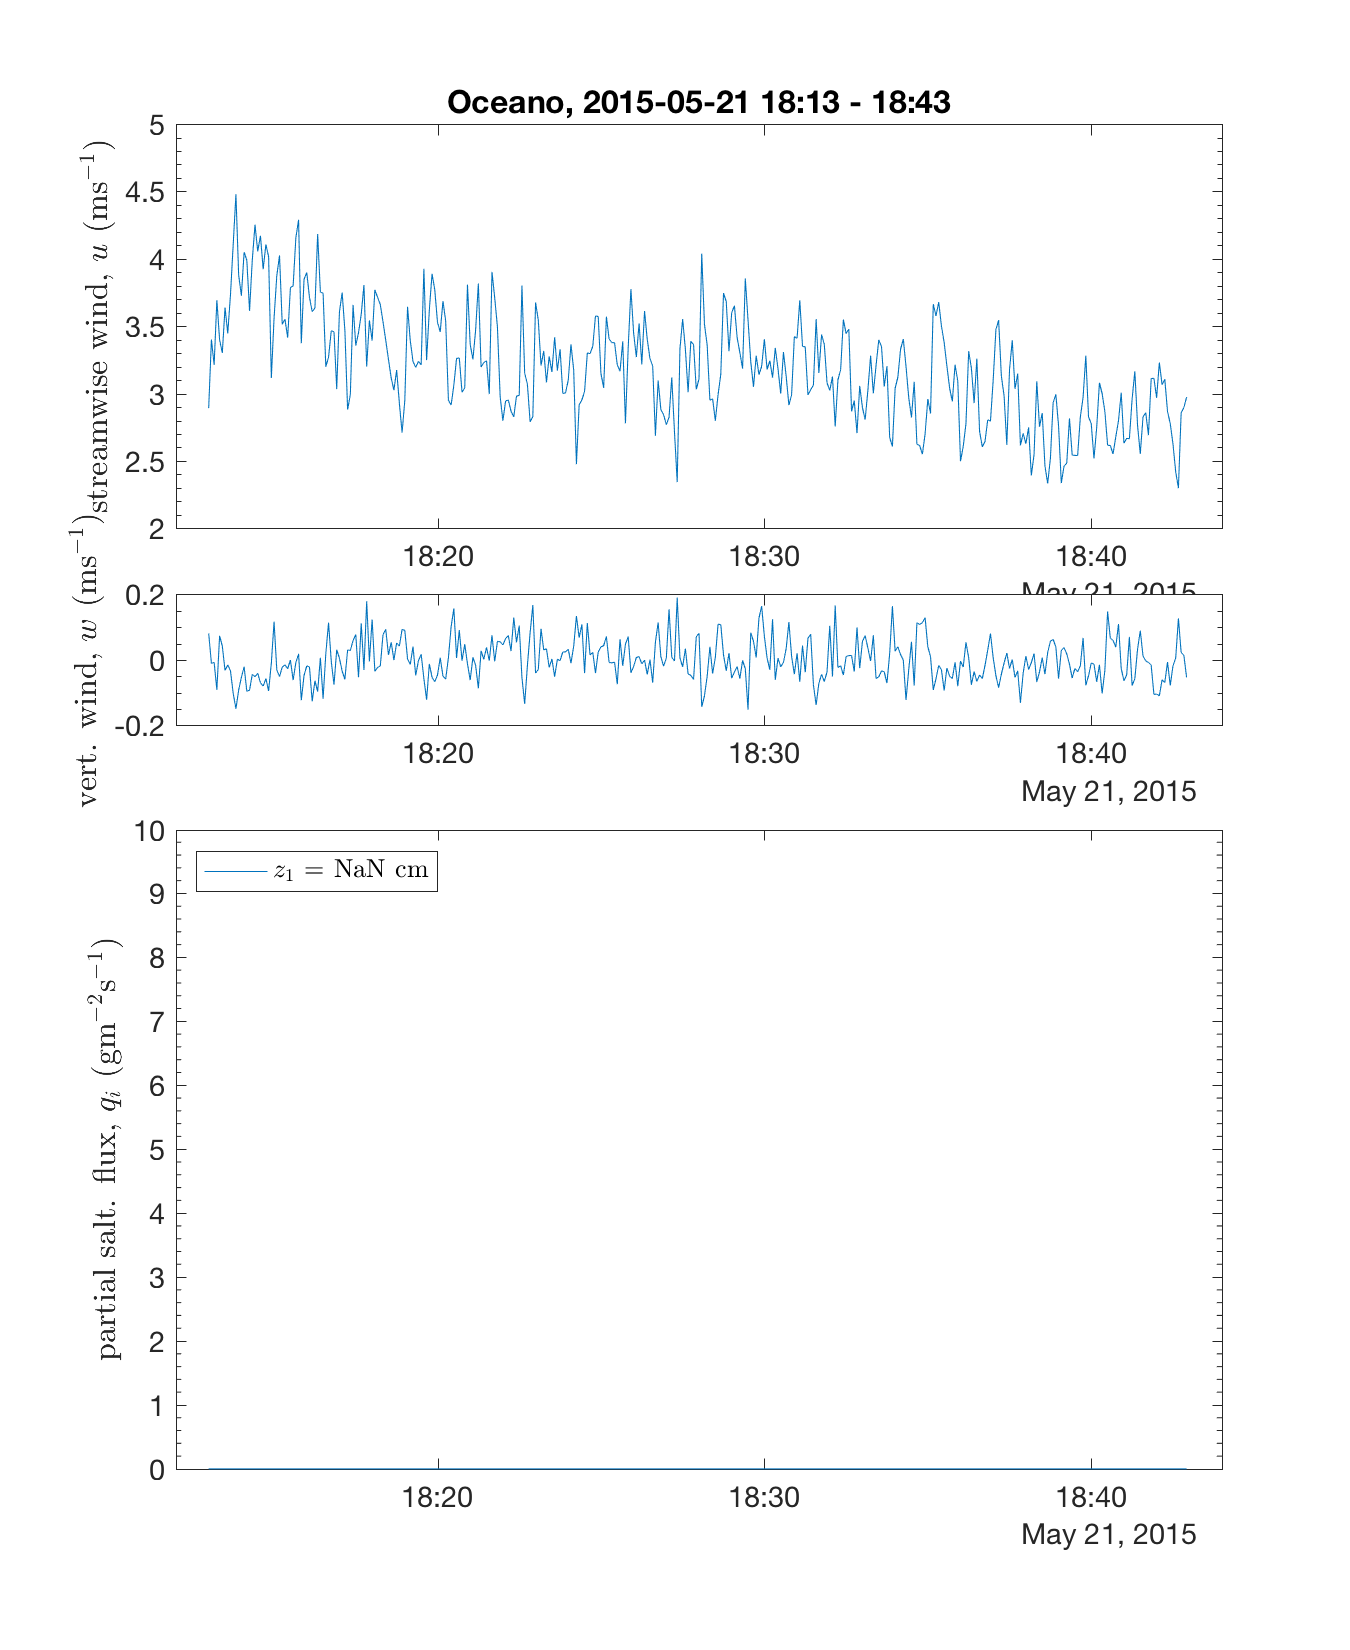 Oceano, 2015-05-21 18:13 - 18:43
streamwise wind, u (ms⁻¹)
5
4.5
4
3.5
3
2.5
2
18:20 18:30 18:40
May 21, 2015
vert. wind, w (ms⁻¹)
0.2
0
-0.2
18:20 18:30 18:40
May 21, 2015
partial salt. flux, qᵢ (gm⁻²s⁻¹)
10
9
8
7
6
5
4
3
2
1
0
z₁ = NaN cm
18:20 18:30 18:40
May 21, 2015